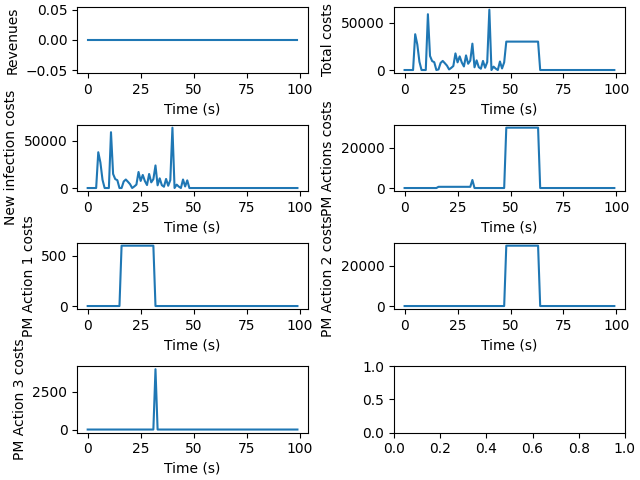 Revenues
0.05
0.00
−0.05
0 25 50 75 100
Time (s)
Total costs
50000
0
0 25 50 75 100
Time (s)
New infection costs
50000
0
0 25 50 75 100
Time (s)
PM Actions costs
20000
0
0 25 50 75 100
Time (s)
PM Action 1 costs
500
0
0 25 50 75 100
Time (s)
PM Action 2 costs
20000
0
0 25 50 75 100
Time (s)
PM Action 3 costs
2500
0
0 25 50 75 100
Time (s)
1.0
0.5
0.0
0.0 0.2 0.4 0.6 0.8 1.0